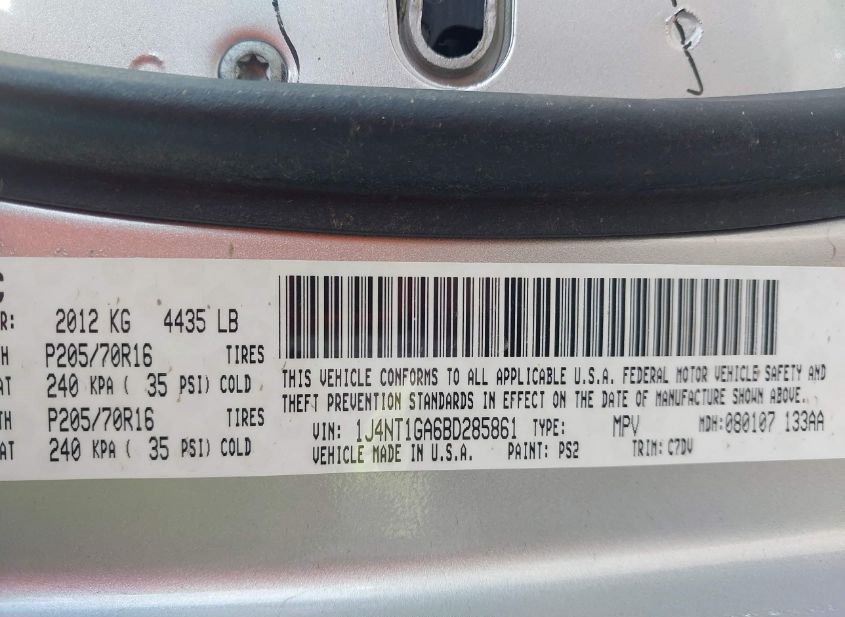 R: 2012 KG 4435 LB
H P205/70R16 TIRES
AT 240 KPA ( 35 PSI) COLD
TH P205/70R16 TIRES
AT 240 KPA ( 35 PSI) COLD
THIS VEHICLE CONFORMS TO ALL APPLICABLE U.S.A. FEDERAL MOTOR VEHICLE SAFETY AND
THEFT PREVENTION STANDARDS IN EFFECT ON THE DATE OF MANUFACTURE SHOWN ABOVE.
VIN: 1J4NT1GA6BD285861 TYPE: MPV MDH: 080107 133AA
VEHICLE MADE IN U.S.A. PAINT: PS2 TRIM: C7DV